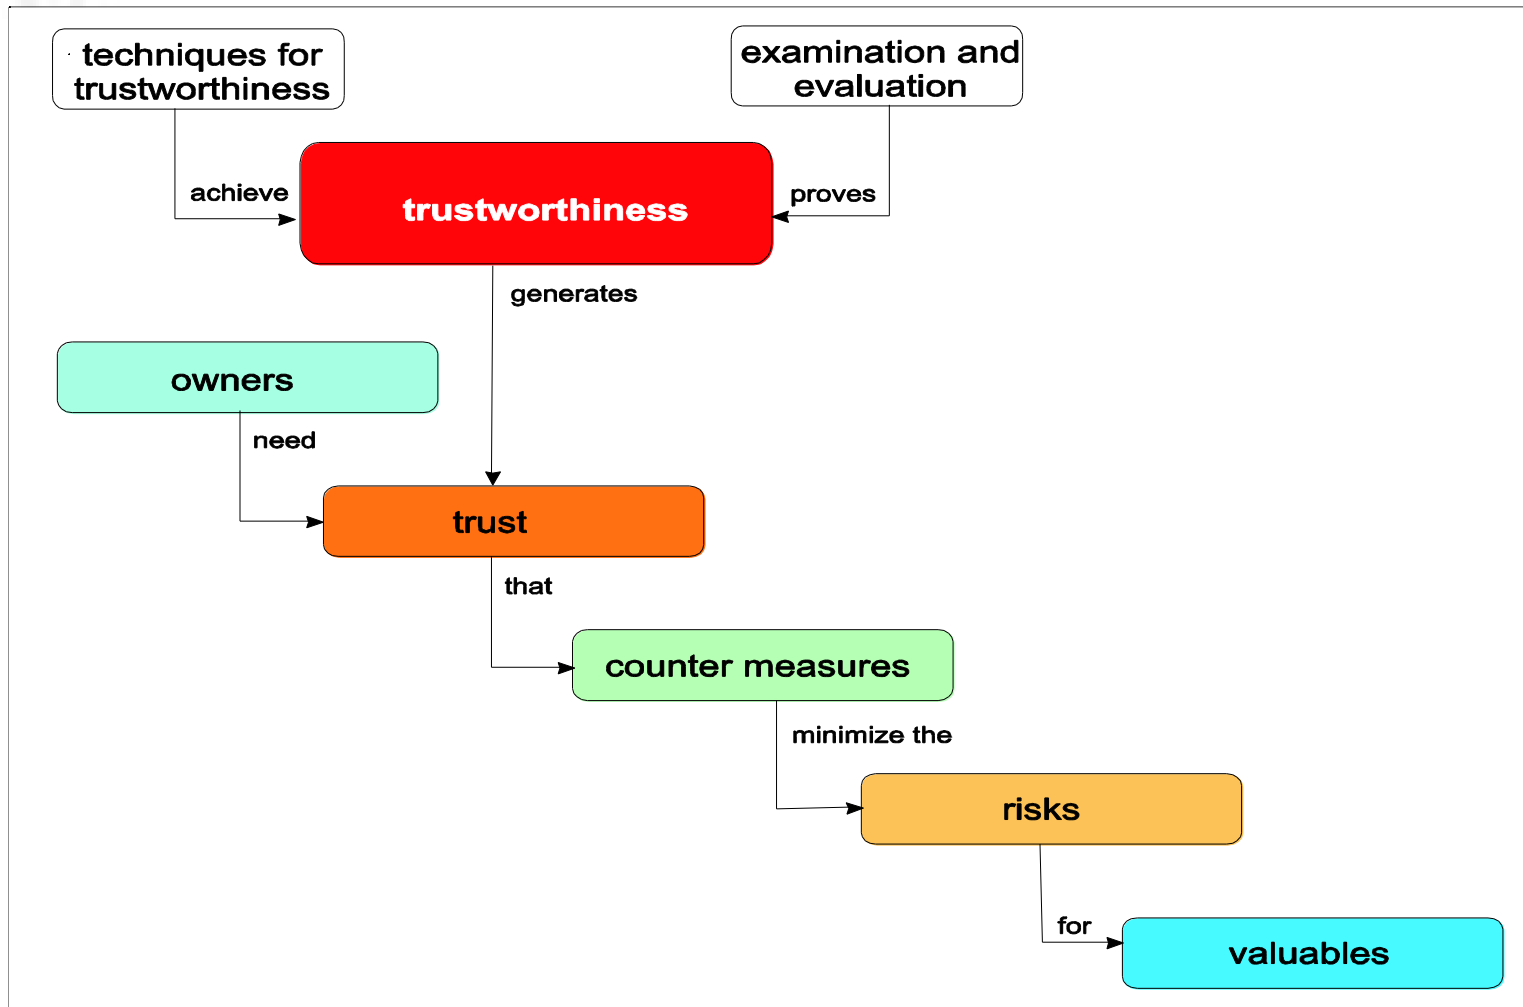 techniques for
trustworthiness
examination and
evaluation
achieve
trustworthiness
proves
generates
owners
need
trust
that
counter measures
minimize the
risks
for
valuables